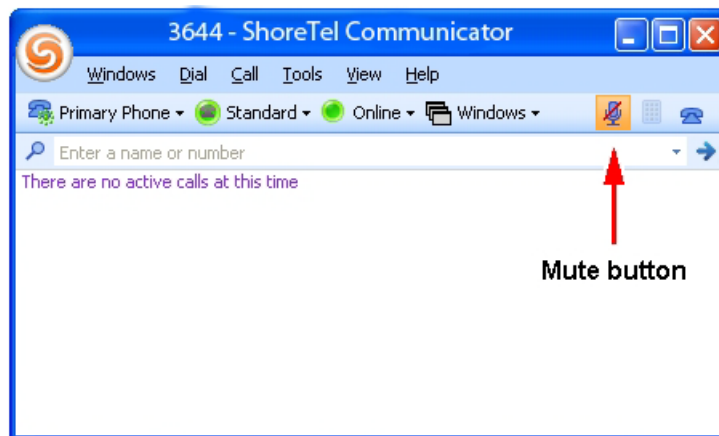 3644 - ShoreTel Communicator
Windows Dial Call Tools View Help
Primary Phone Standard Online Windows
Enter a name or number
There are no active calls at this time
Mute button